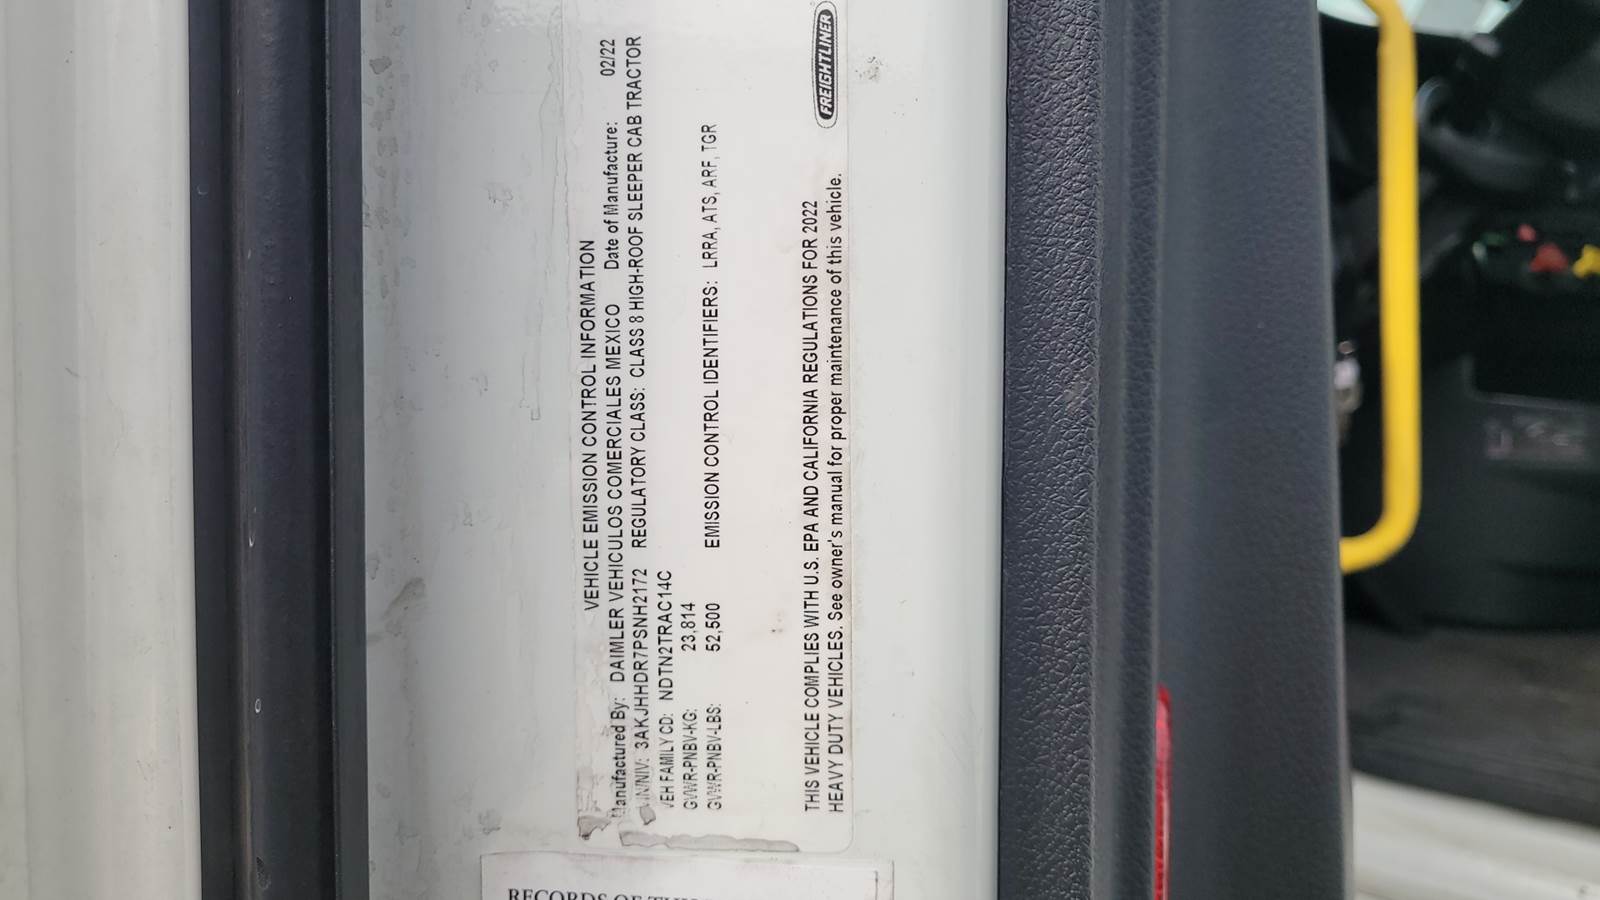 VEHICLE EMISSION CONTROL INFORMATION
Manufactured By: DAIMLER VEHICULOS COMERCIALES MEXICO Date of Manufacture: 02/22
VIN/NIV: 3AKJHHDR7PSNH2172 REGULATORY CLASS: CLASS 8 HIGH-ROOF SLEEPER CAB TRACTOR
VEH FAMILY CD: NDTN2TRAC14C
GVWR-PNBV-KG: 23,814
GVWR-PNBV-LBS: 52,500 EMISSION CONTROL IDENTIFIERS: LRRA, ATS, ARF, TGR
THIS VEHICLE COMPLIES WITH U.S. EPA AND CALIFORNIA REGULATIONS FOR 2022
HEAVY DUTY VEHICLES. See owner's manual for proper maintenance of this vehicle.
FREIGHTLINER
RECORDS OF